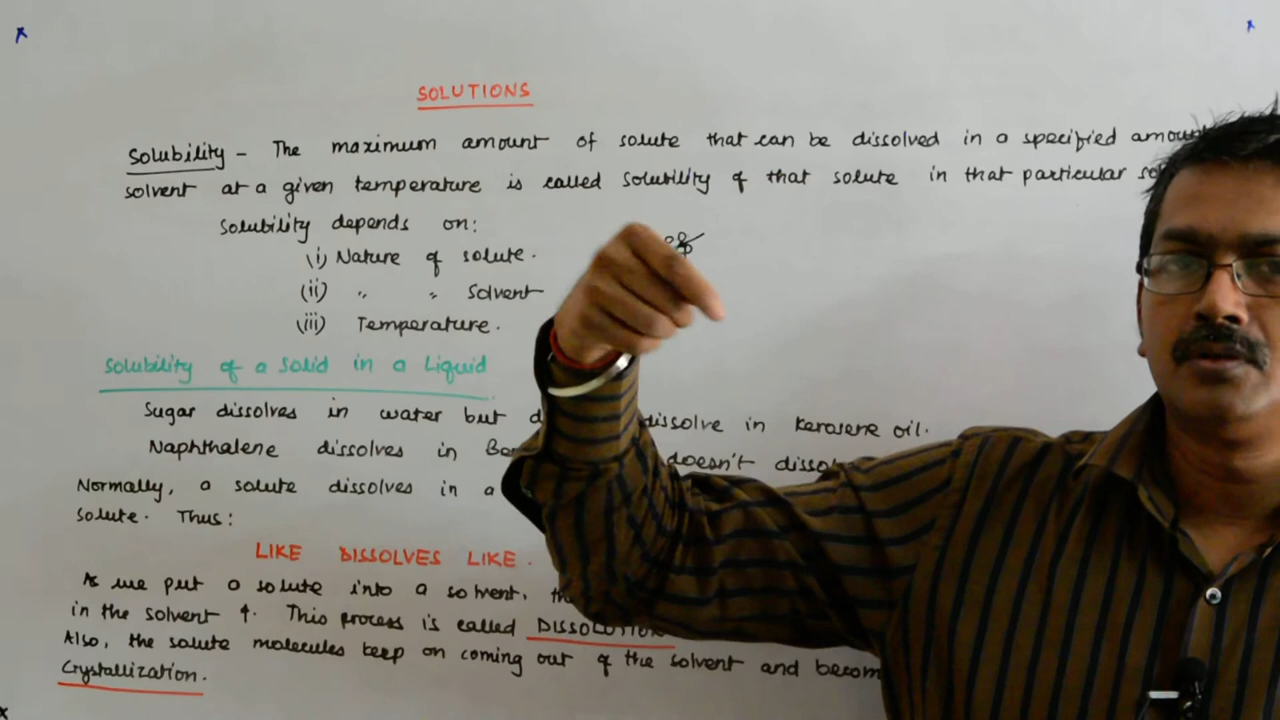 SOLUTIONS
Solubility - The maximum amount of solute that can be dissolved in a specified amount
solvent at a given temperature is called solubility of that solute in that particular
Solubility depends on:
(i) Nature of solute.
(ii) " " Solvent
(iii) Temperature.
Solubility of a Solid in a Liquid
Sugar dissolves in water but dissolve in Kerosene oil.
Naphthalene dissolves in doesn't
Normally, a solute dissolves in a
solute. Thus:
LIKE DISSOLVES LIKE.
As we put a solute into a solvent,
in the solvent ↑. This process is called DISSOLUTION
Also, the solute molecules keep on coming out of the solvent and
Crystallization.